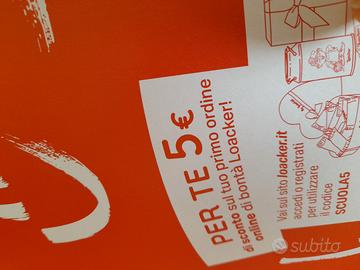 PER TE 5€
di sconto sul tuo primo ordine
online di bontà Loacker!
Vai sul sito loacker.it
accedi o registrati
per utilizzare
il codice
SCUOLA5
subito